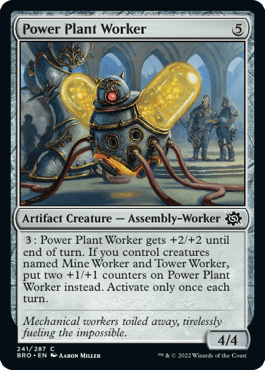 Power Plant Worker 5
Artifact Creature — Assembly-Worker
3: Power Plant Worker gets +2/+2 until
end of turn. If you control creatures
named Mine Worker and Tower Worker,
put two +1/+1 counters on Power Plant
Worker instead. Activate only once each
turn.
Mechanical workers toiled away, tirelessly
fueling the impossible.
4/4
241/287 C
BRO • EN Aaron Miller
™ & © 2022 Wizards of the Coast